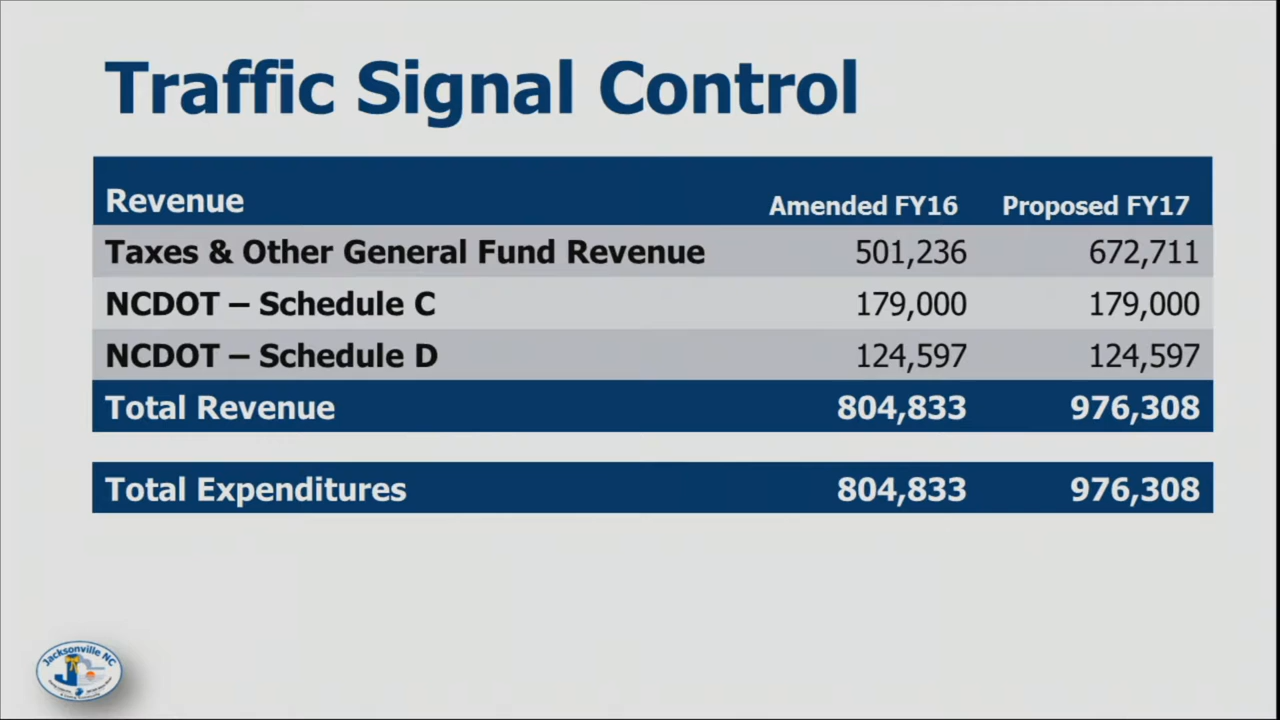 Traffic Signal Control
Revenue Amended FY16 Proposed FY17
Taxes & Other General Fund Revenue 501,236 672,711
NCDOT – Schedule C 179,000 179,000
NCDOT – Schedule D 124,597 124,597
Total Revenue 804,833 976,308
Total Expenditures 804,833 976,308
Jacksonville NC